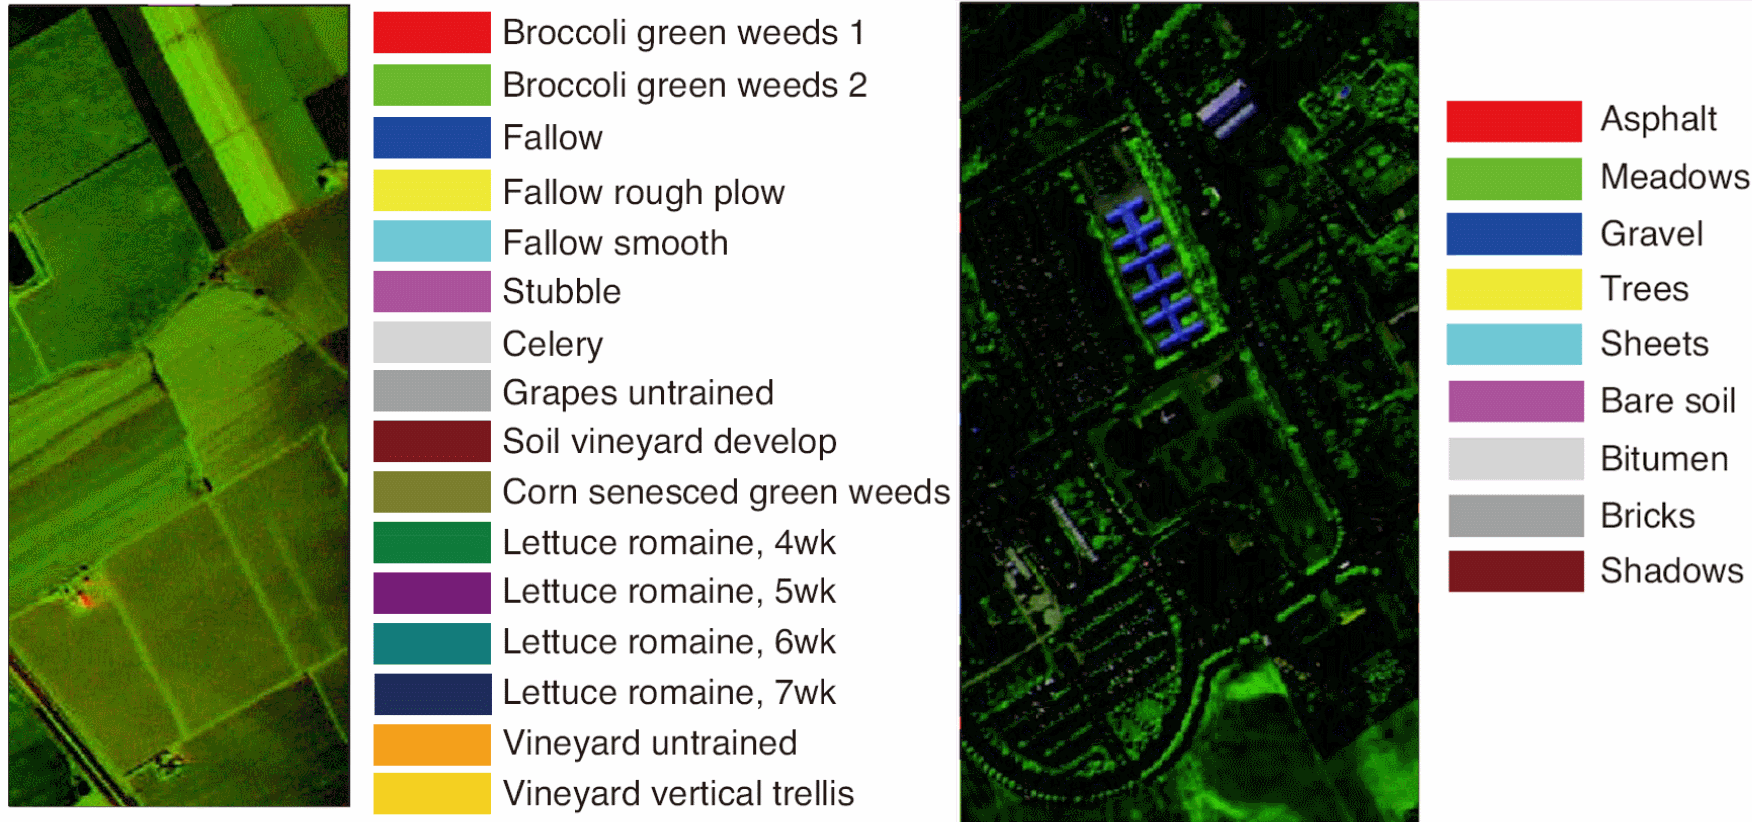 Broccoli green weeds 1
Broccoli green weeds 2
Fallow
Fallow rough plow
Fallow smooth
Stubble
Celery
Grapes untrained
Soil vineyard develop
Corn senesced green weeds
Lettuce romaine, 4wk
Lettuce romaine, 5wk
Lettuce romaine, 6wk
Lettuce romaine, 7wk
Vineyard untrained
Vineyard vertical trellis
Asphalt
Meadows
Gravel
Trees
Sheets
Bare soil
Bitumen
Bricks
Shadows